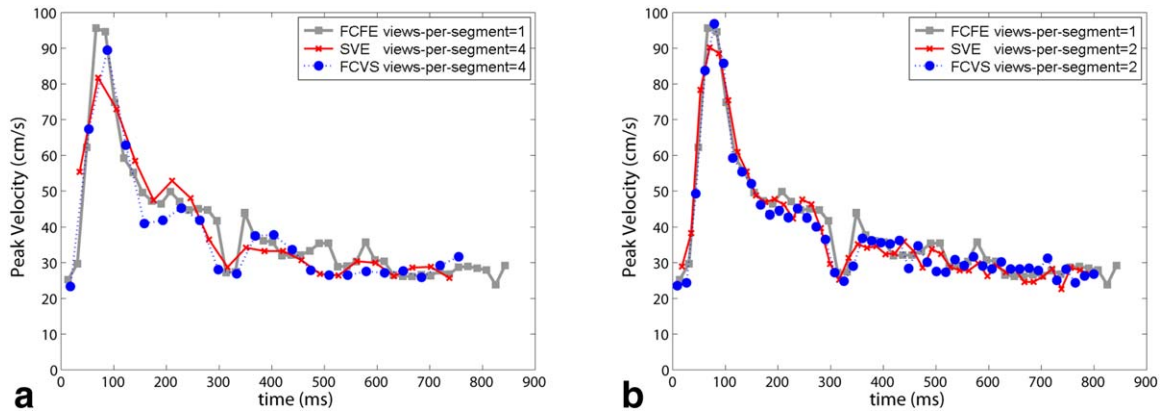 100
90
80
70
60
50
40
30
20
10
0
Peak Velocity (cm/s)
FCFE views-per-segment=1
SVE views-per-segment=4
FCVS views-per-segment=4
0 100 200 300 400 500 600 700 800 900
time (ms)
a
100
90
80
70
60
50
40
30
20
10
0
Peak Velocity (cm/s)
FCFE views-per-segment=1
SVE views-per-segment=2
FCVS views-per-segment=2
0 100 200 300 400 500 600 700 800 900
time (ms)
b